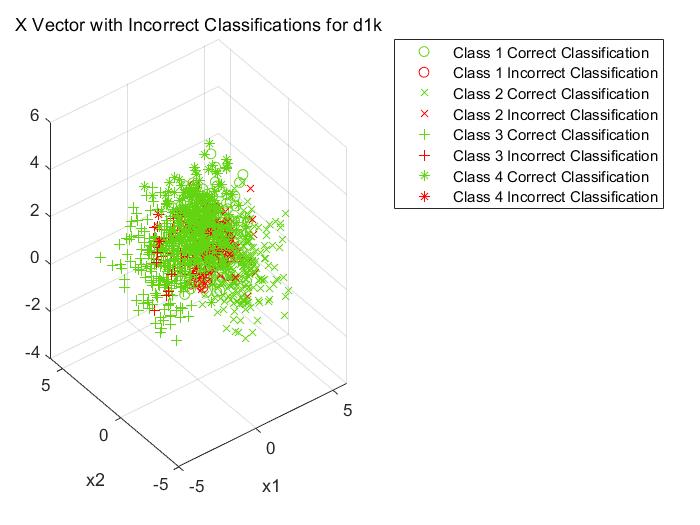 X Vector with Incorrect Classifications for d1k
Class 1 Correct Classification
Class 1 Incorrect Classification
Class 2 Correct Classification
Class 2 Incorrect Classification
Class 3 Correct Classification
Class 3 Incorrect Classification
Class 4 Correct Classification
Class 4 Incorrect Classification
6
4
2
0
-2
-4
5
0
-5
x2
-5
0
5
x1